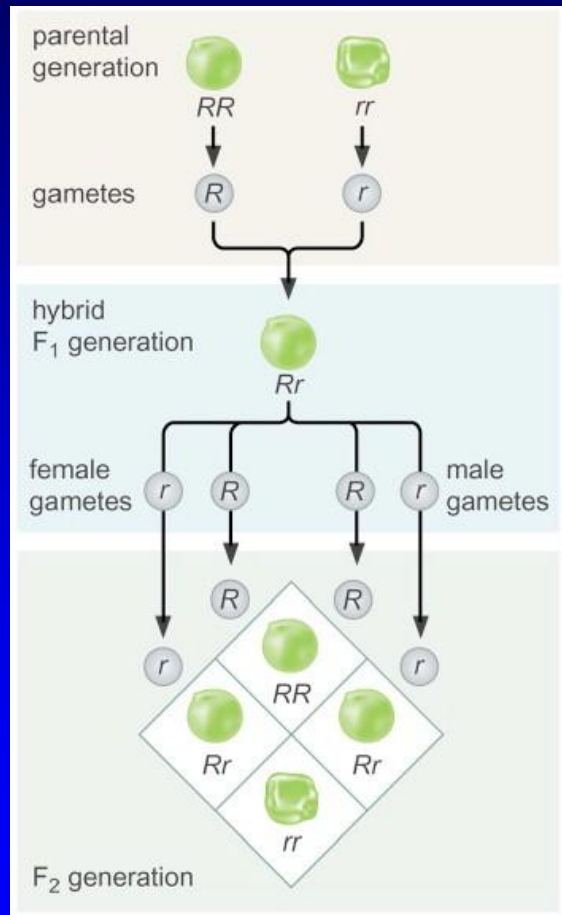 parental
generation
RR
rr
gametes
R
r
hybrid
F₁ generation
Rr
female
gametes
r
R
R
r
male
gametes
R
R
r
r
RR
Rr
Rr
rr
F₂ generation